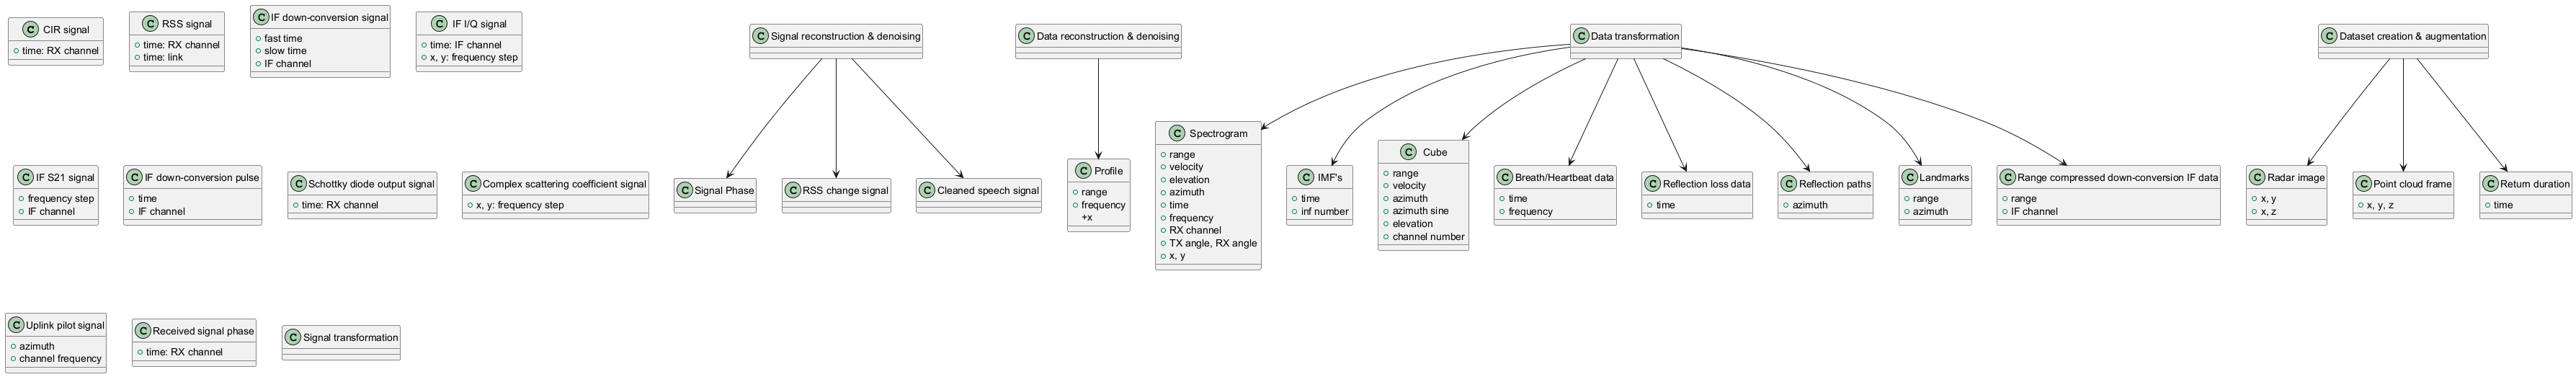 CIR signal
time: RX channel
RSS signal
time: RX channel
time: link
IF down-conversion signal
fast time
slow time
IF channel
IF I/Q signal
time: IF channel
x, y: frequency step
Signal reconstruction & denoising
Data reconstruction & denoising
Data transformation
Dataset creation & augmentation
IF S21 signal
frequency step
IF channel
IF down-conversion pulse
time
IF channel
Schottky diode output signal
time: RX channel
Complex scattering coefficient signal
x, y: frequency step
Signal Phase
RSS change signal
Cleaned speech signal
Profile
range
frequency
+x
Spectrogram
range
velocity
elevation
azimuth
time
frequency
RX channel
TX angle, RX angle
x, y
IMF's
time
inf number
Cube
range
velocity
azimuth
azimuth sine
elevation
channel number
Breath/Heartbeat data
time
frequency
Reflection loss data
time
Reflection paths
azimuth
Landmarks
range
azimuth
Range compressed down-conversion IF data
range
IF channel
Radar image
x, y
x, z
Point cloud frame
x, y, z
Return duration
time
Uplink pilot signal
azimuth
channel frequency
Received signal phase
time: RX channel
Signal transformation